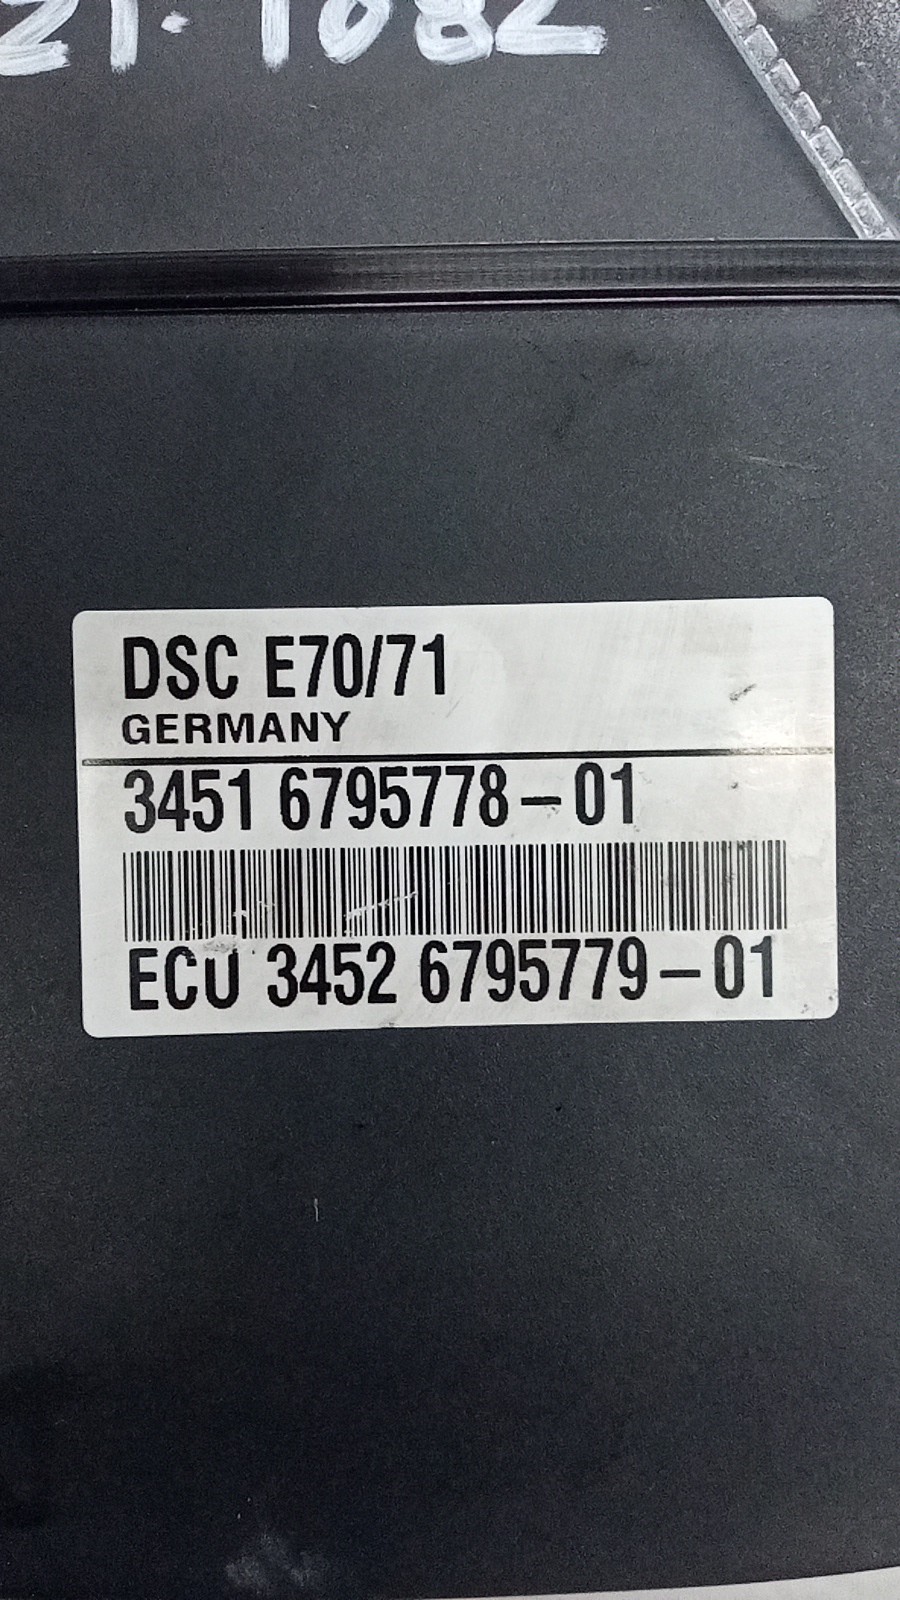 21.1082
DSC E70/71
GERMANY
3451 6795778-01
ECU 3452 6795779-01